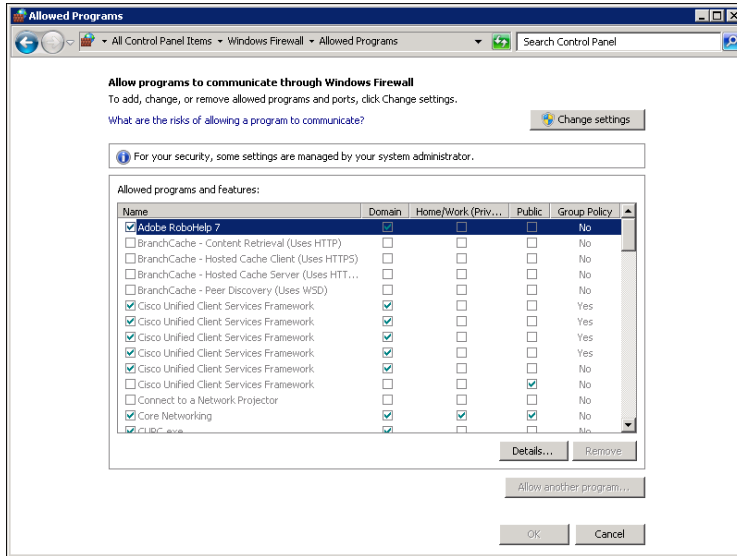 Allowed Programs
All Control Panel Items Windows Firewall Allowed Programs Search Control Panel
Allow programs to communicate through Windows Firewall
To add, change, or remove allowed programs and ports, click Change settings.
What are the risks of allowing a program to communicate? Change settings
For your security, some settings are managed by your system administrator.
Allowed programs and features:
Name Domain Home/Work (Priv... Public Group Policy
Adobe RoboHelp 7 No
BranchCache - Content Retrieval (Uses HTTP) No
BranchCache - Hosted Cache Client (Uses HTTPS) No
BranchCache - Hosted Cache Server (Uses HTT... No
BranchCache - Peer Discovery (Uses WSD) No
Cisco Unified Client Services Framework Yes
Cisco Unified Client Services Framework Yes
Cisco Unified Client Services Framework Yes
Cisco Unified Client Services Framework No
Cisco Unified Client Services Framework No
Connect to a Network Projector No
Core Networking No
CUPC.exe No
Details... Remove
Allow another program...
OK Cancel